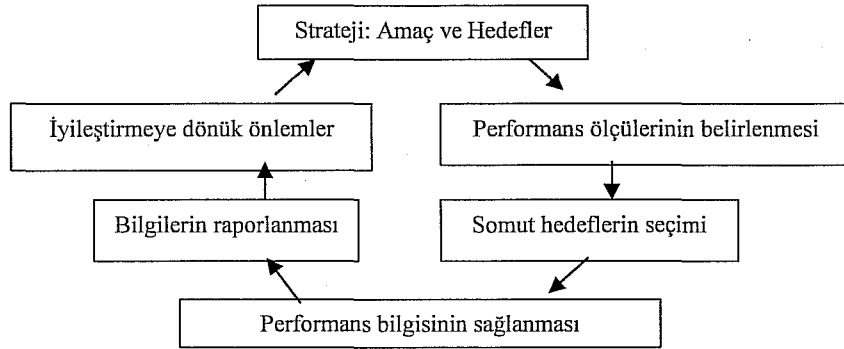 Strateji: Amaç ve Hedefler
İyileştirmeye dönük önlemler
Performans ölçülerinin belirlenmesi
Bilgilerin raporlanması
Somut hedeflerin seçimi
Performans bilgisinin sağlanması